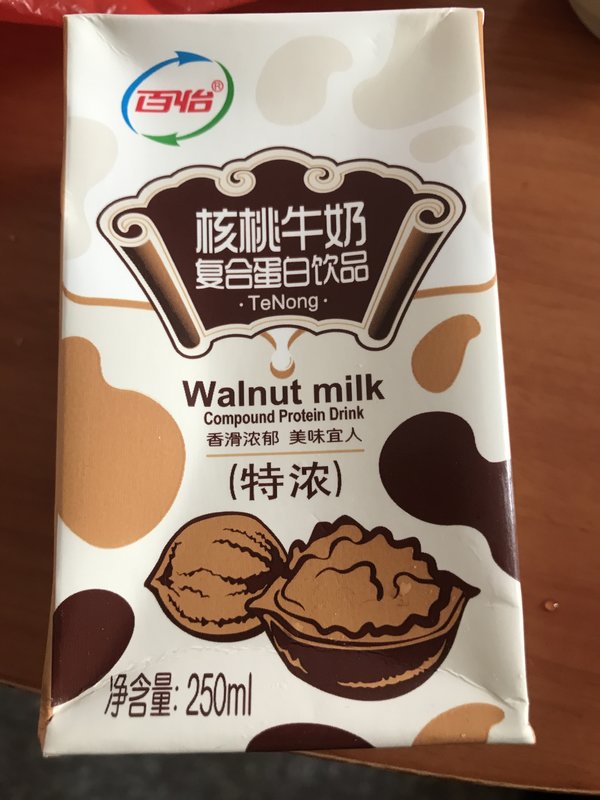 百怡®
核桃牛奶
复合蛋白饮品
·TeNong·
Walnut milk
Compound Protein Drink
香滑浓郁 美味宜人
(特浓)
净含量: 250ml